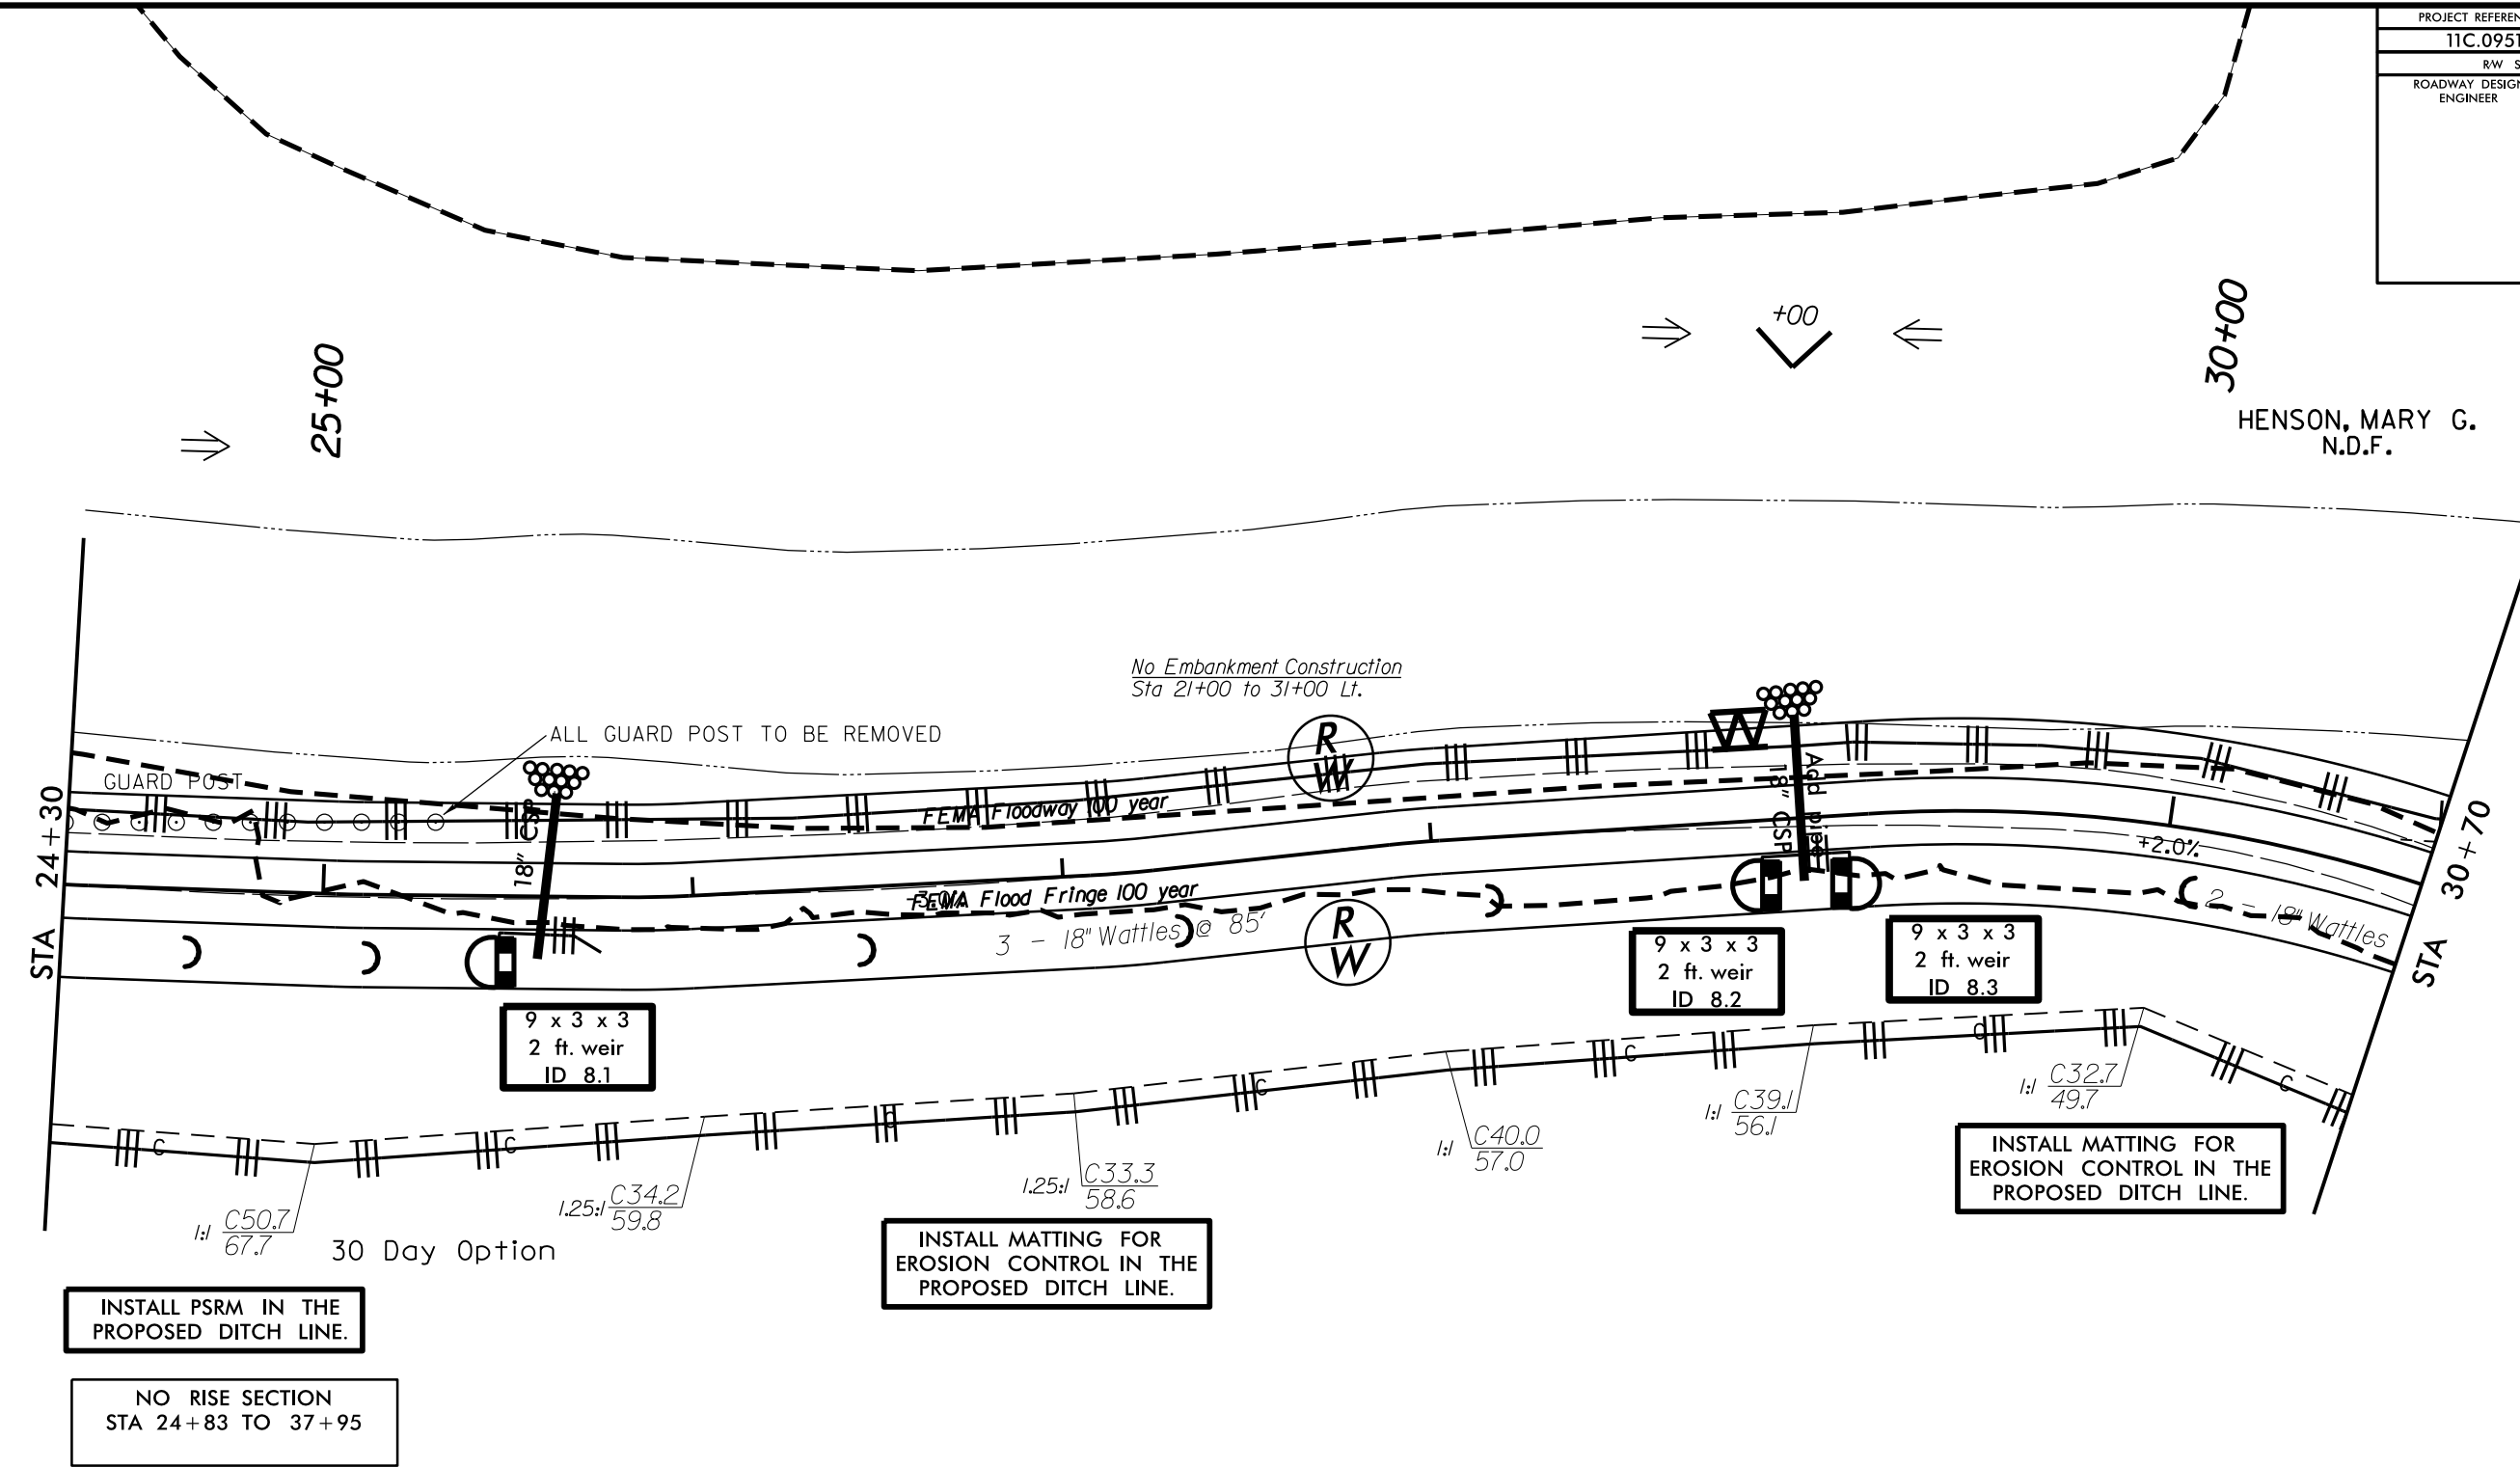 PROJECT REFEREN
11C.0951
RW S
ROADWAY DESIGN
ENGINEER
+00
25+00
30+00
HENSON, MARY G.
N.D.F.
No Embankment Construction
Sta 21+00 to 31+00 Lt.
ALL GUARD POST TO BE REMOVED
GUARD POST
R
W
STA 24+30
18" CSP
FEMA Floodway 100 year
18" CSP
+2.0%
STA 30+70
FEMA Flood Fringe 100 year
3 - 18" Wattles @ 85'
2 - 18" Wattles
R
W
9 x 3 x 3
2 ft. weir
ID 8.1
9 x 3 x 3
2 ft. weir
ID 8.2
9 x 3 x 3
2 ft. weir
ID 8.3
C
C
C
C
C
C
C
1:1 C50.7
67.7
1.25:1 C34.2
59.8
1.25:1 C33.3
58.6
1:1 C40.0
57.0
1:1 C39.1
56.1
1:1 C32.7
49.7
30 Day Option
INSTALL PSRM IN THE
PROPOSED DITCH LINE.
INSTALL MATTING FOR
EROSION CONTROL IN THE
PROPOSED DITCH LINE.
INSTALL MATTING FOR
EROSION CONTROL IN THE
PROPOSED DITCH LINE.
NO RISE SECTION
STA 24+83 TO 37+95